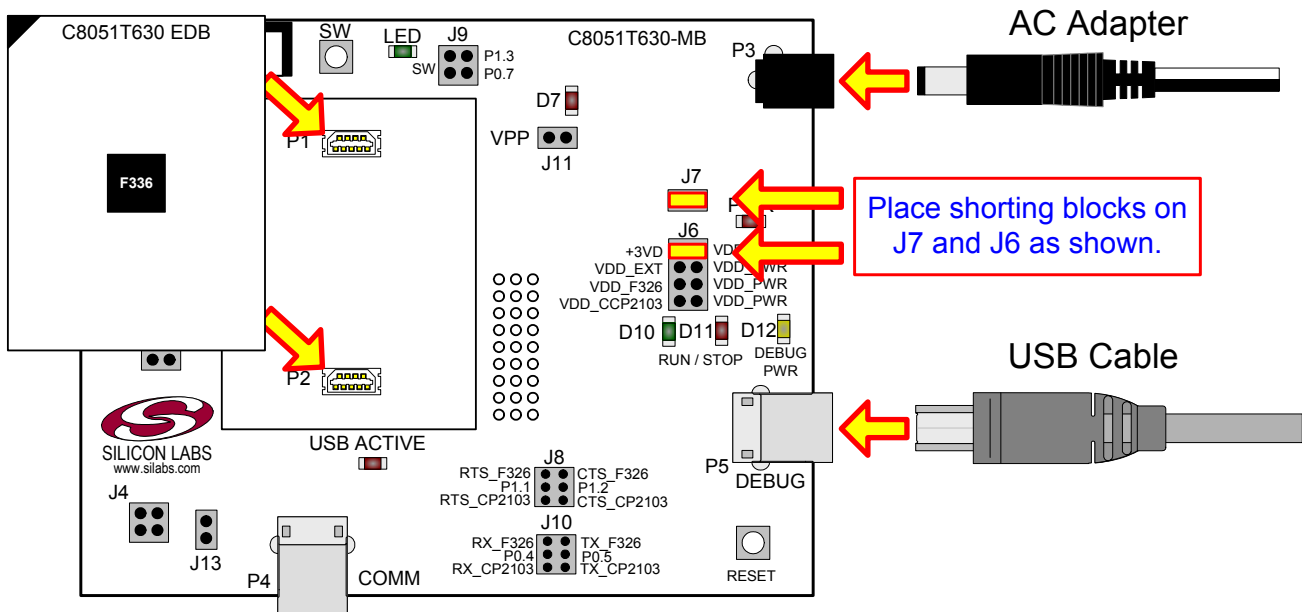 AC Adapter
C8051T630 EDB
SW
LED
J9
SW
P1.3
P0.7
C8051T630-MB
P3
D7
VPP
J11
P1
F336
J7
Place shorting blocks on
J7 and J6 as shown.
J6
+3VD
VDD_EXT
VDD_PWR
VDD_F326
VDD_PWR
VDD_CCP2103
VDD_PWR
D10
D11
D12
RUN / STOP
DEBUG
PWR
USB Cable
P2
SILICON LABS
www.silabs.com
USB ACTIVE
J4
J13
P4
COMM
J8
RTS_F326
CTS_F326
P1.1
P1.2
RTS_CP2103
CTS_CP2103
J10
RX_F326
TX_F326
P0.4
P0.5
RX_CP2103
TX_CP2103
P5
DEBUG
RESET